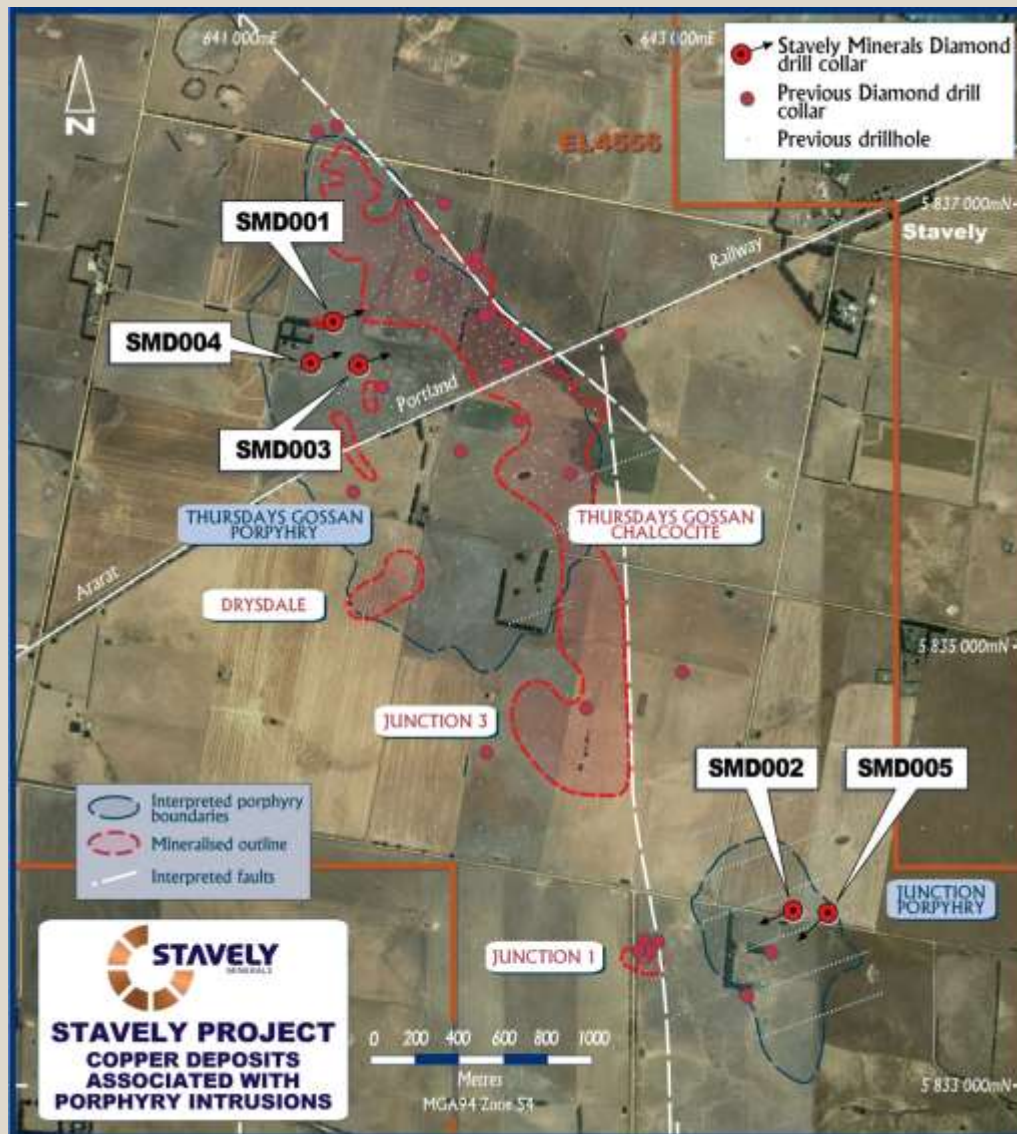 641 000mE
643 000mE
Stavely Minerals Diamond
drill collar
Previous Diamond drill
collar
Previous drillhole
EL4556
5 837 000mN
Stavely
Railway
SMD001
SMD004
SMD003
Portland
THURSDAYS GOSSAN
PORPYHRY
THURSDAYS GOSSAN
CHALCOCITE
Ararat
DRYSDALE
5 835 000mN
JUNCTION 3
SMD002
SMD005
Interpreted porphyry
boundaries
Mineralised outline
Interpreted faults
JUNCTION
PORPYHRY
JUNCTION 1
STAVELY
MINERALS
STAVELY PROJECT
COPPER DEPOSITS
ASSOCIATED WITH
PORPHYRY INTRUSIONS
0 200 400 600 800 1000
Metres
MGA94 Zone 54
5 833 000mN
N